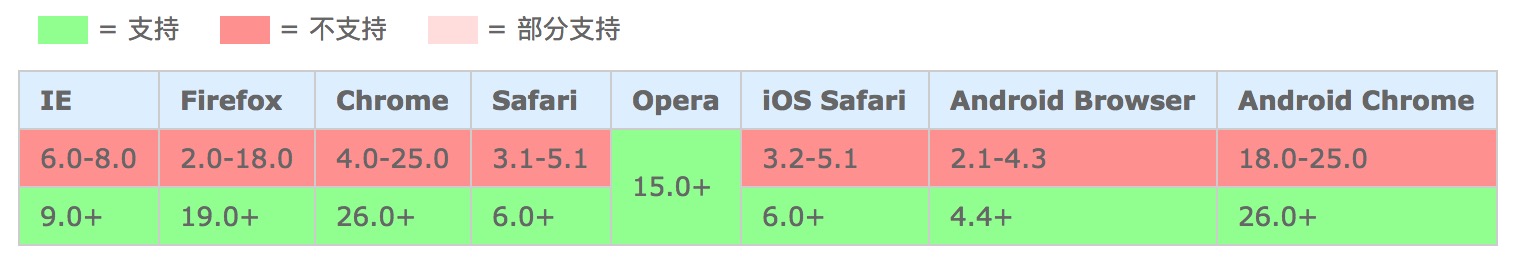 = 支持 = 不支持 = 部分支持
IE Firefox Chrome Safari Opera iOS Safari Android Browser Android Chrome
6.0-8.0 2.0-18.0 4.0-25.0 3.1-5.1 15.0+ 3.2-5.1 2.1-4.3 18.0-25.0
9.0+ 19.0+ 26.0+ 6.0+ 6.0+ 4.4+ 26.0+